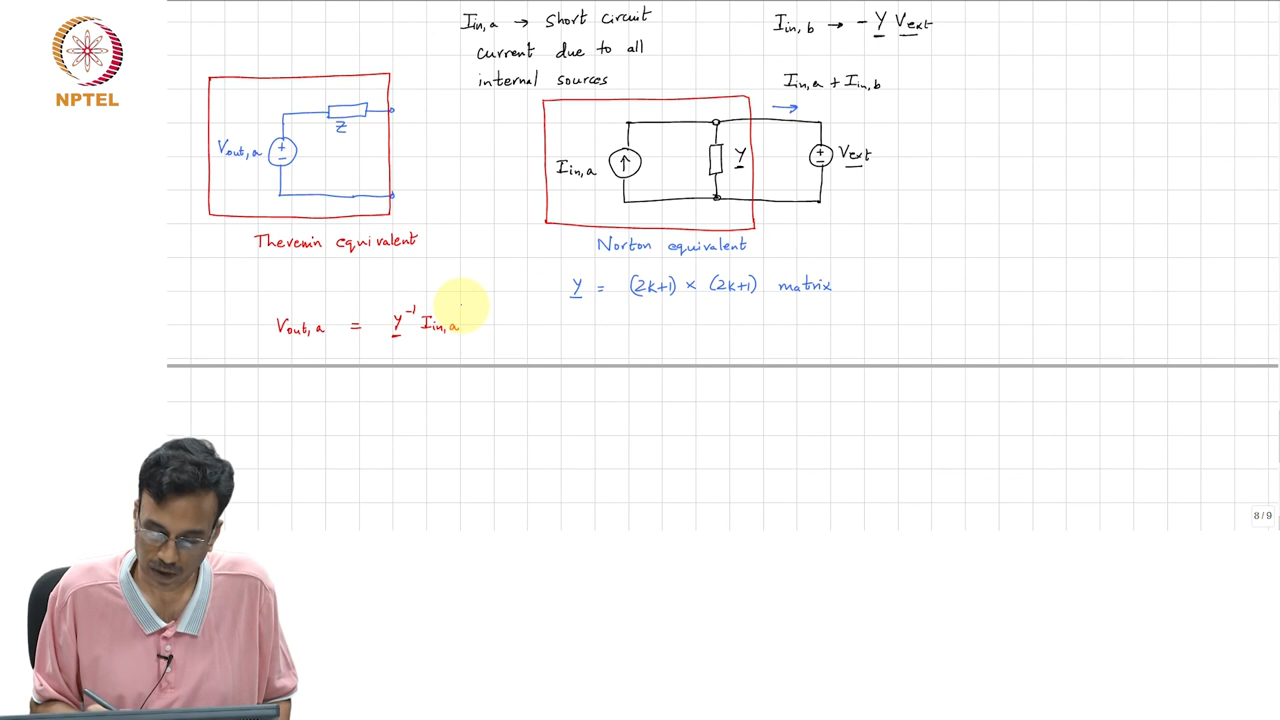 I_in,a → short circuit
current due to all
internal sources
I_in,b → - Y V_ext
NPTEL
V_out,a
Z
Thevenin equivalent
I_in,a + I_in,b
I_in,a
Y
V_ext
Norton equivalent
Y = (2K+1) × (2K+1) matrix
V_out,a = Y⁻¹ I_in,a
8 / 9